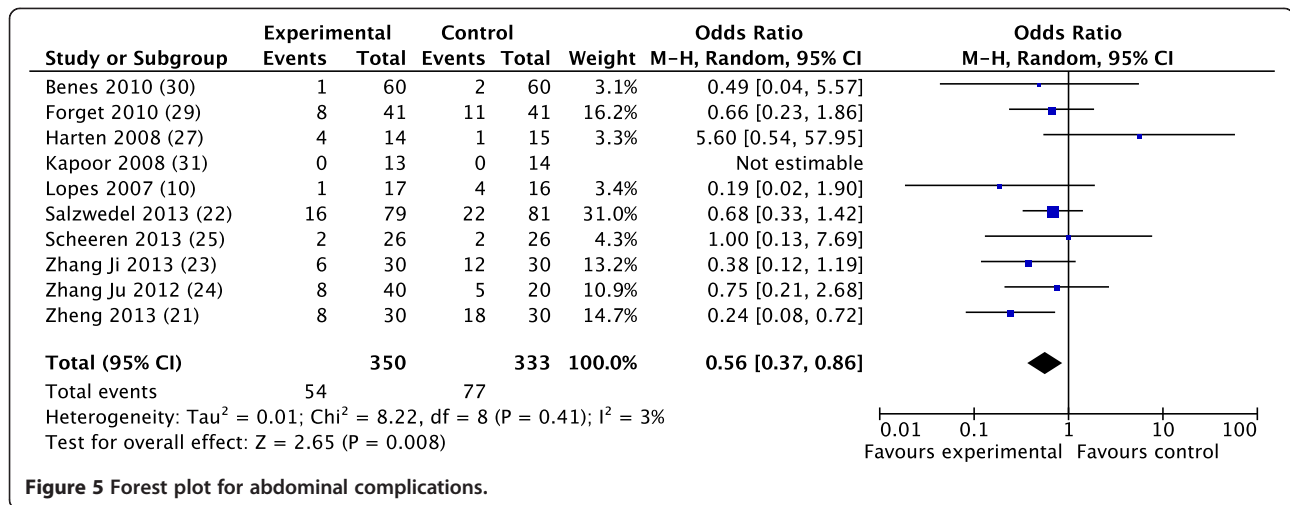 Experimental Control Odds Ratio Odds Ratio
Study or Subgroup Events Total Events Total Weight M-H, Random, 95% CI M-H, Random, 95% CI
Benes 2010 (30) 1 60 2 60 3.1% 0.49 [0.04, 5.57]
Forget 2010 (29) 8 41 11 41 16.2% 0.66 [0.23, 1.86]
Harten 2008 (27) 4 14 1 15 3.3% 5.60 [0.54, 57.95]
Kapoor 2008 (31) 0 13 0 14 Not estimable
Lopes 2007 (10) 1 17 4 16 3.4% 0.19 [0.02, 1.90]
Salzwedel 2013 (22) 16 79 22 81 31.0% 0.68 [0.33, 1.42]
Scheeren 2013 (25) 2 26 2 26 4.3% 1.00 [0.13, 7.69]
Zhang Ji 2013 (23) 6 30 12 30 13.2% 0.38 [0.12, 1.19]
Zhang Ju 2012 (24) 8 40 5 20 10.9% 0.75 [0.21, 2.68]
Zheng 2013 (21) 8 30 18 30 14.7% 0.24 [0.08, 0.72]
Total (95% CI) 350 333 100.0% 0.56 [0.37, 0.86]
Total events 54 77
Heterogeneity: Tau² = 0.01; Chi² = 8.22, df = 8 (P = 0.41); I² = 3%
Test for overall effect: Z = 2.65 (P = 0.008)
0.01 0.1 1 10 100
Favours experimental Favours control
Figure 5 Forest plot for abdominal complications.